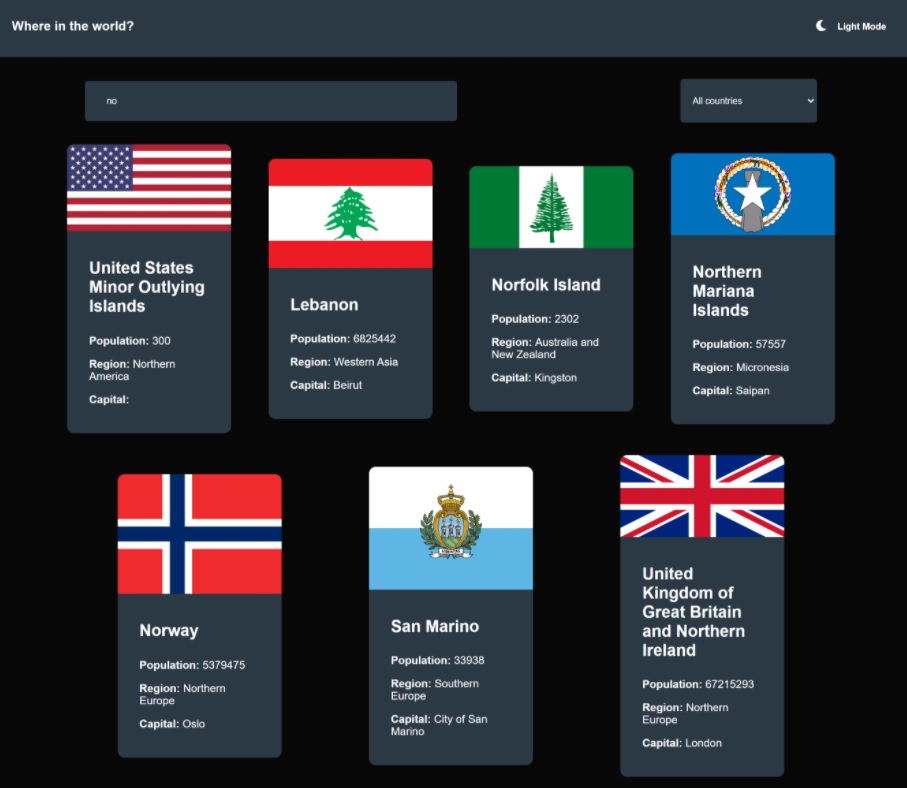 Where in the world?
Light Mode
no
All countries
United States
Minor Outlying
Islands
Population: 300
Region: Northern
America
Capital:
Lebanon
Population: 6825442
Region: Western Asia
Capital: Beirut
Norfolk Island
Population: 2302
Region: Australia and
New Zealand
Capital: Kingston
Northern
Mariana
Islands
Population: 57557
Region: Micronesia
Capital: Saipan
Norway
Population: 5379475
Region: Northern
Europe
Capital: Oslo
San Marino
Population: 33938
Region: Southern
Europe
Capital: City of San
Marino
United
Kingdom of
Great Britain
and Northern
Ireland
Population: 67215293
Region: Northern
Europe
Capital: London